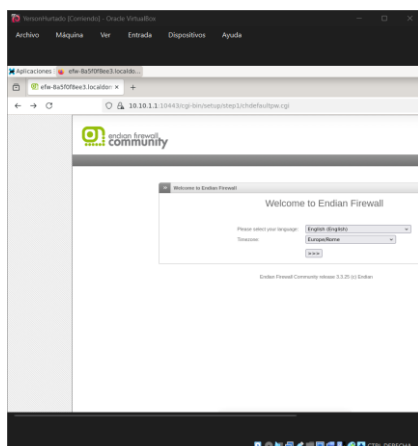 YersonHurtado [Corriendo] - Oracle VirtualBox
Archivo Máquina Ver Entrada Dispositivos Ayuda
Aplicaciones efw-8a5f0f8ee3.localdo...
efw-8a5f0f8ee3.localdom
10.10.1.1:10443/cgi-bin/setup/step1/chdefaultpw.cgi
endian firewall
community
Welcome to Endian Firewall
Welcome to Endian Firewall
Please select your language: English (English)
Timezone: Europe/Rome
>>>
Endian Firewall Community release 3.3.25 (c) Endian
CTRL DERECHA